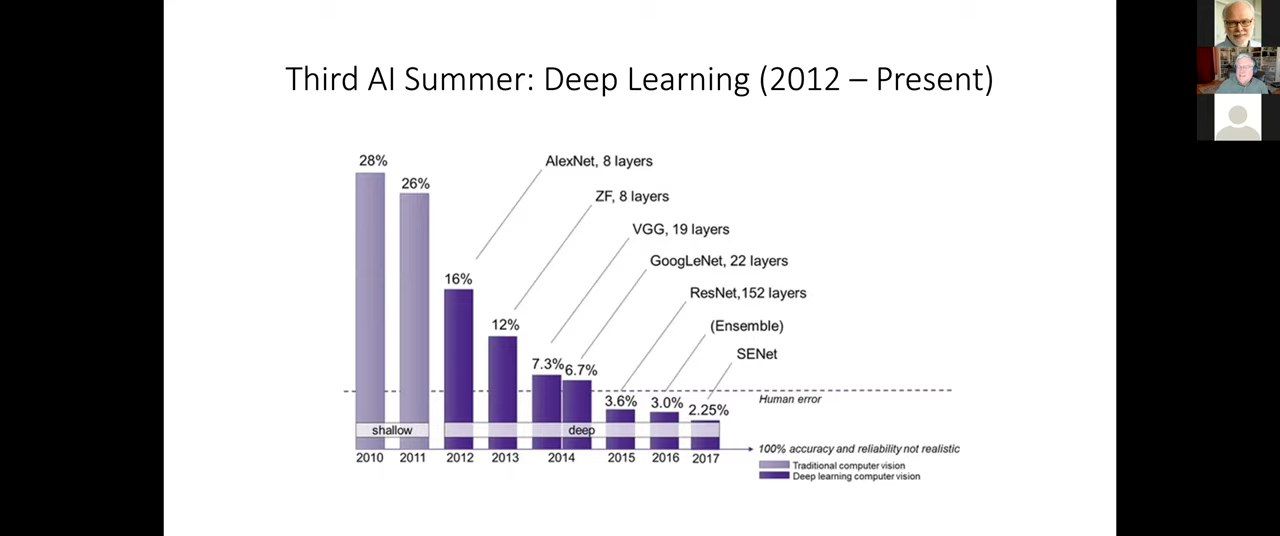 Third AI Summer: Deep Learning (2012 – Present)
28%
26%
AlexNet, 8 layers
ZF, 8 layers
VGG, 19 layers
GoogLeNet, 22 layers
16%
ResNet,152 layers
12%
(Ensemble)
SENet
7.3%
6.7%
3.6%
3.0%
2.25%
Human error
shallow
deep
100% accuracy and reliability not realistic
2010
2011
2012
2013
2014
2015
2016
2017
Traditional computer vision
Deep learning computer vision